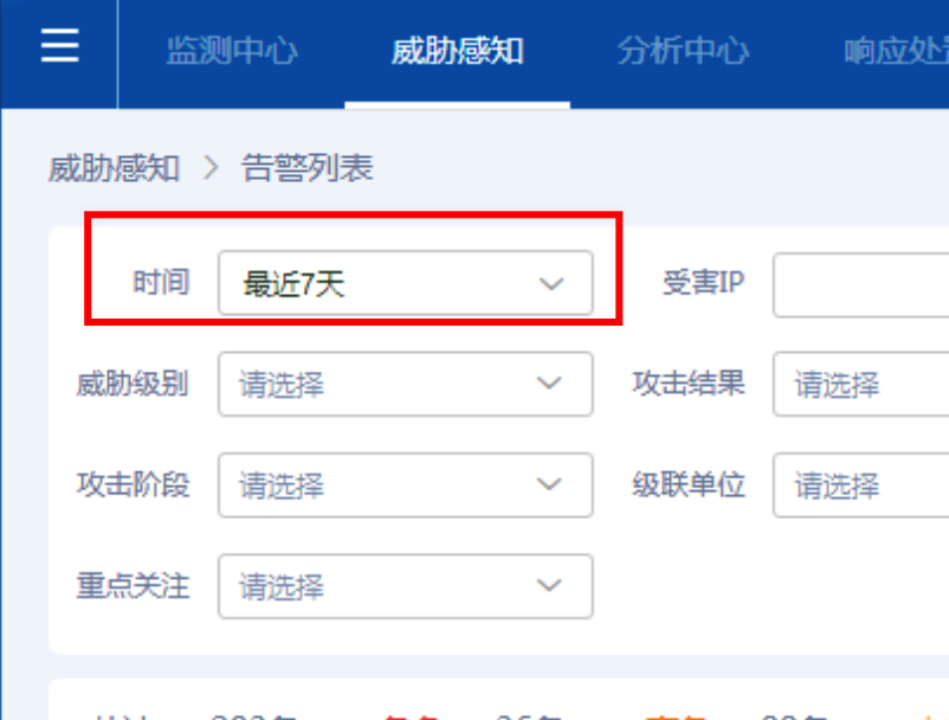 监测中心 威胁感知 分析中心 响应处
威胁感知 > 告警列表
时间 最近7天 受害IP
威胁级别 请选择 攻击结果 请选择
攻击阶段 请选择 级联单位 请选择
重点关注 请选择